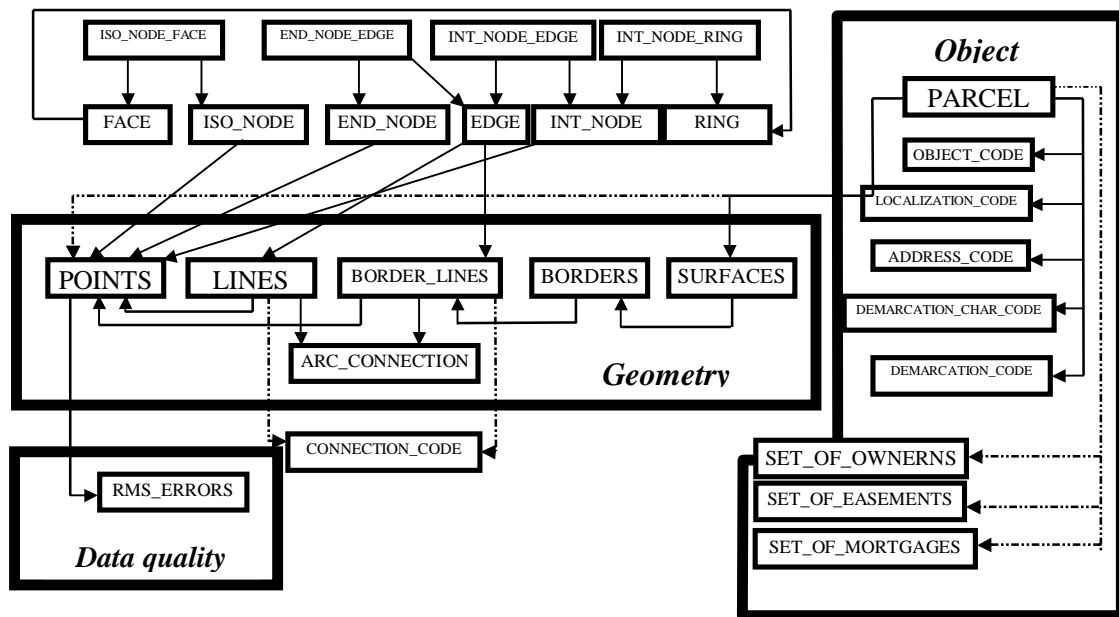 ISO_NODE_FACE
END_NODE_EDGE
INT_NODE_EDGE
INT_NODE_RING
Object
PARCEL
FACE
ISO_NODE
END_NODE
EDGE
INT_NODE
RING
OBJECT_CODE
LOCALIZATION_CODE
ADDRESS_CODE
POINTS
LINES
BORDER_LINES
BORDERS
SURFACES
DEMARCATION_CHAR_CODE
ARC_CONNECTION
Geometry
DEMARCATION_CODE
CONNECTION_CODE
SET_OF_OWNERNS
RMS_ERRORS
SET_OF_EASEMENTS
Data quality
SET_OF_MORTGAGES